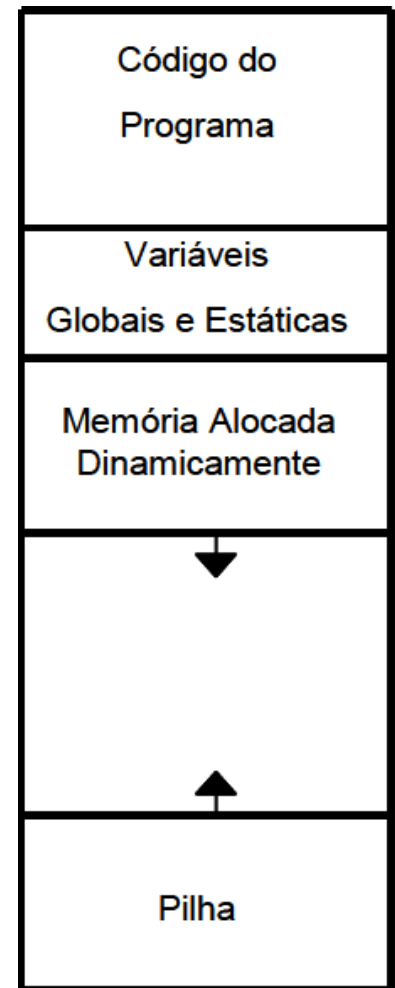 Código do
Programa
Variáveis
Globais e Estáticas
Memória Alocada
Dinamicamente
Pilha